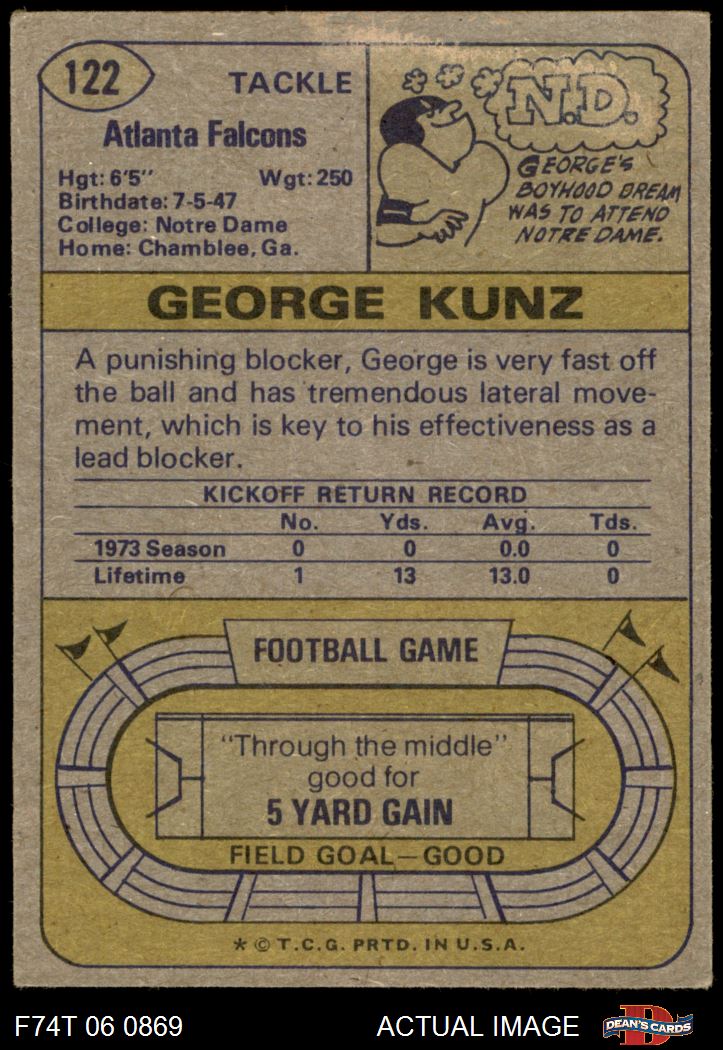 122
TACKLE
Atlanta Falcons
Hgt: 6'5" Wgt: 250
Birthdate: 7-5-47
College: Notre Dame
Home: Chamblee, Ga.
N.D.
GEORGE'S
BOYHOOD DREAM
WAS TO ATTEND
NOTRE DAME.
GEORGE KUNZ
A punishing blocker, George is very fast off
the ball and has tremendous lateral move-
ment, which is key to his effectiveness as a
lead blocker.
KICKOFF RETURN RECORD
No. Yds. Avg. Tds.
1973 Season 0 0 0.0 0
Lifetime 1 13 13.0 0
FOOTBALL GAME
"Through the middle"
good for
5 YARD GAIN
FIELD GOAL—GOOD
* © T.C.G. PRTD. IN U.S.A.
F74T 06 0869 ACTUAL IMAGE DEAN'S CARDS